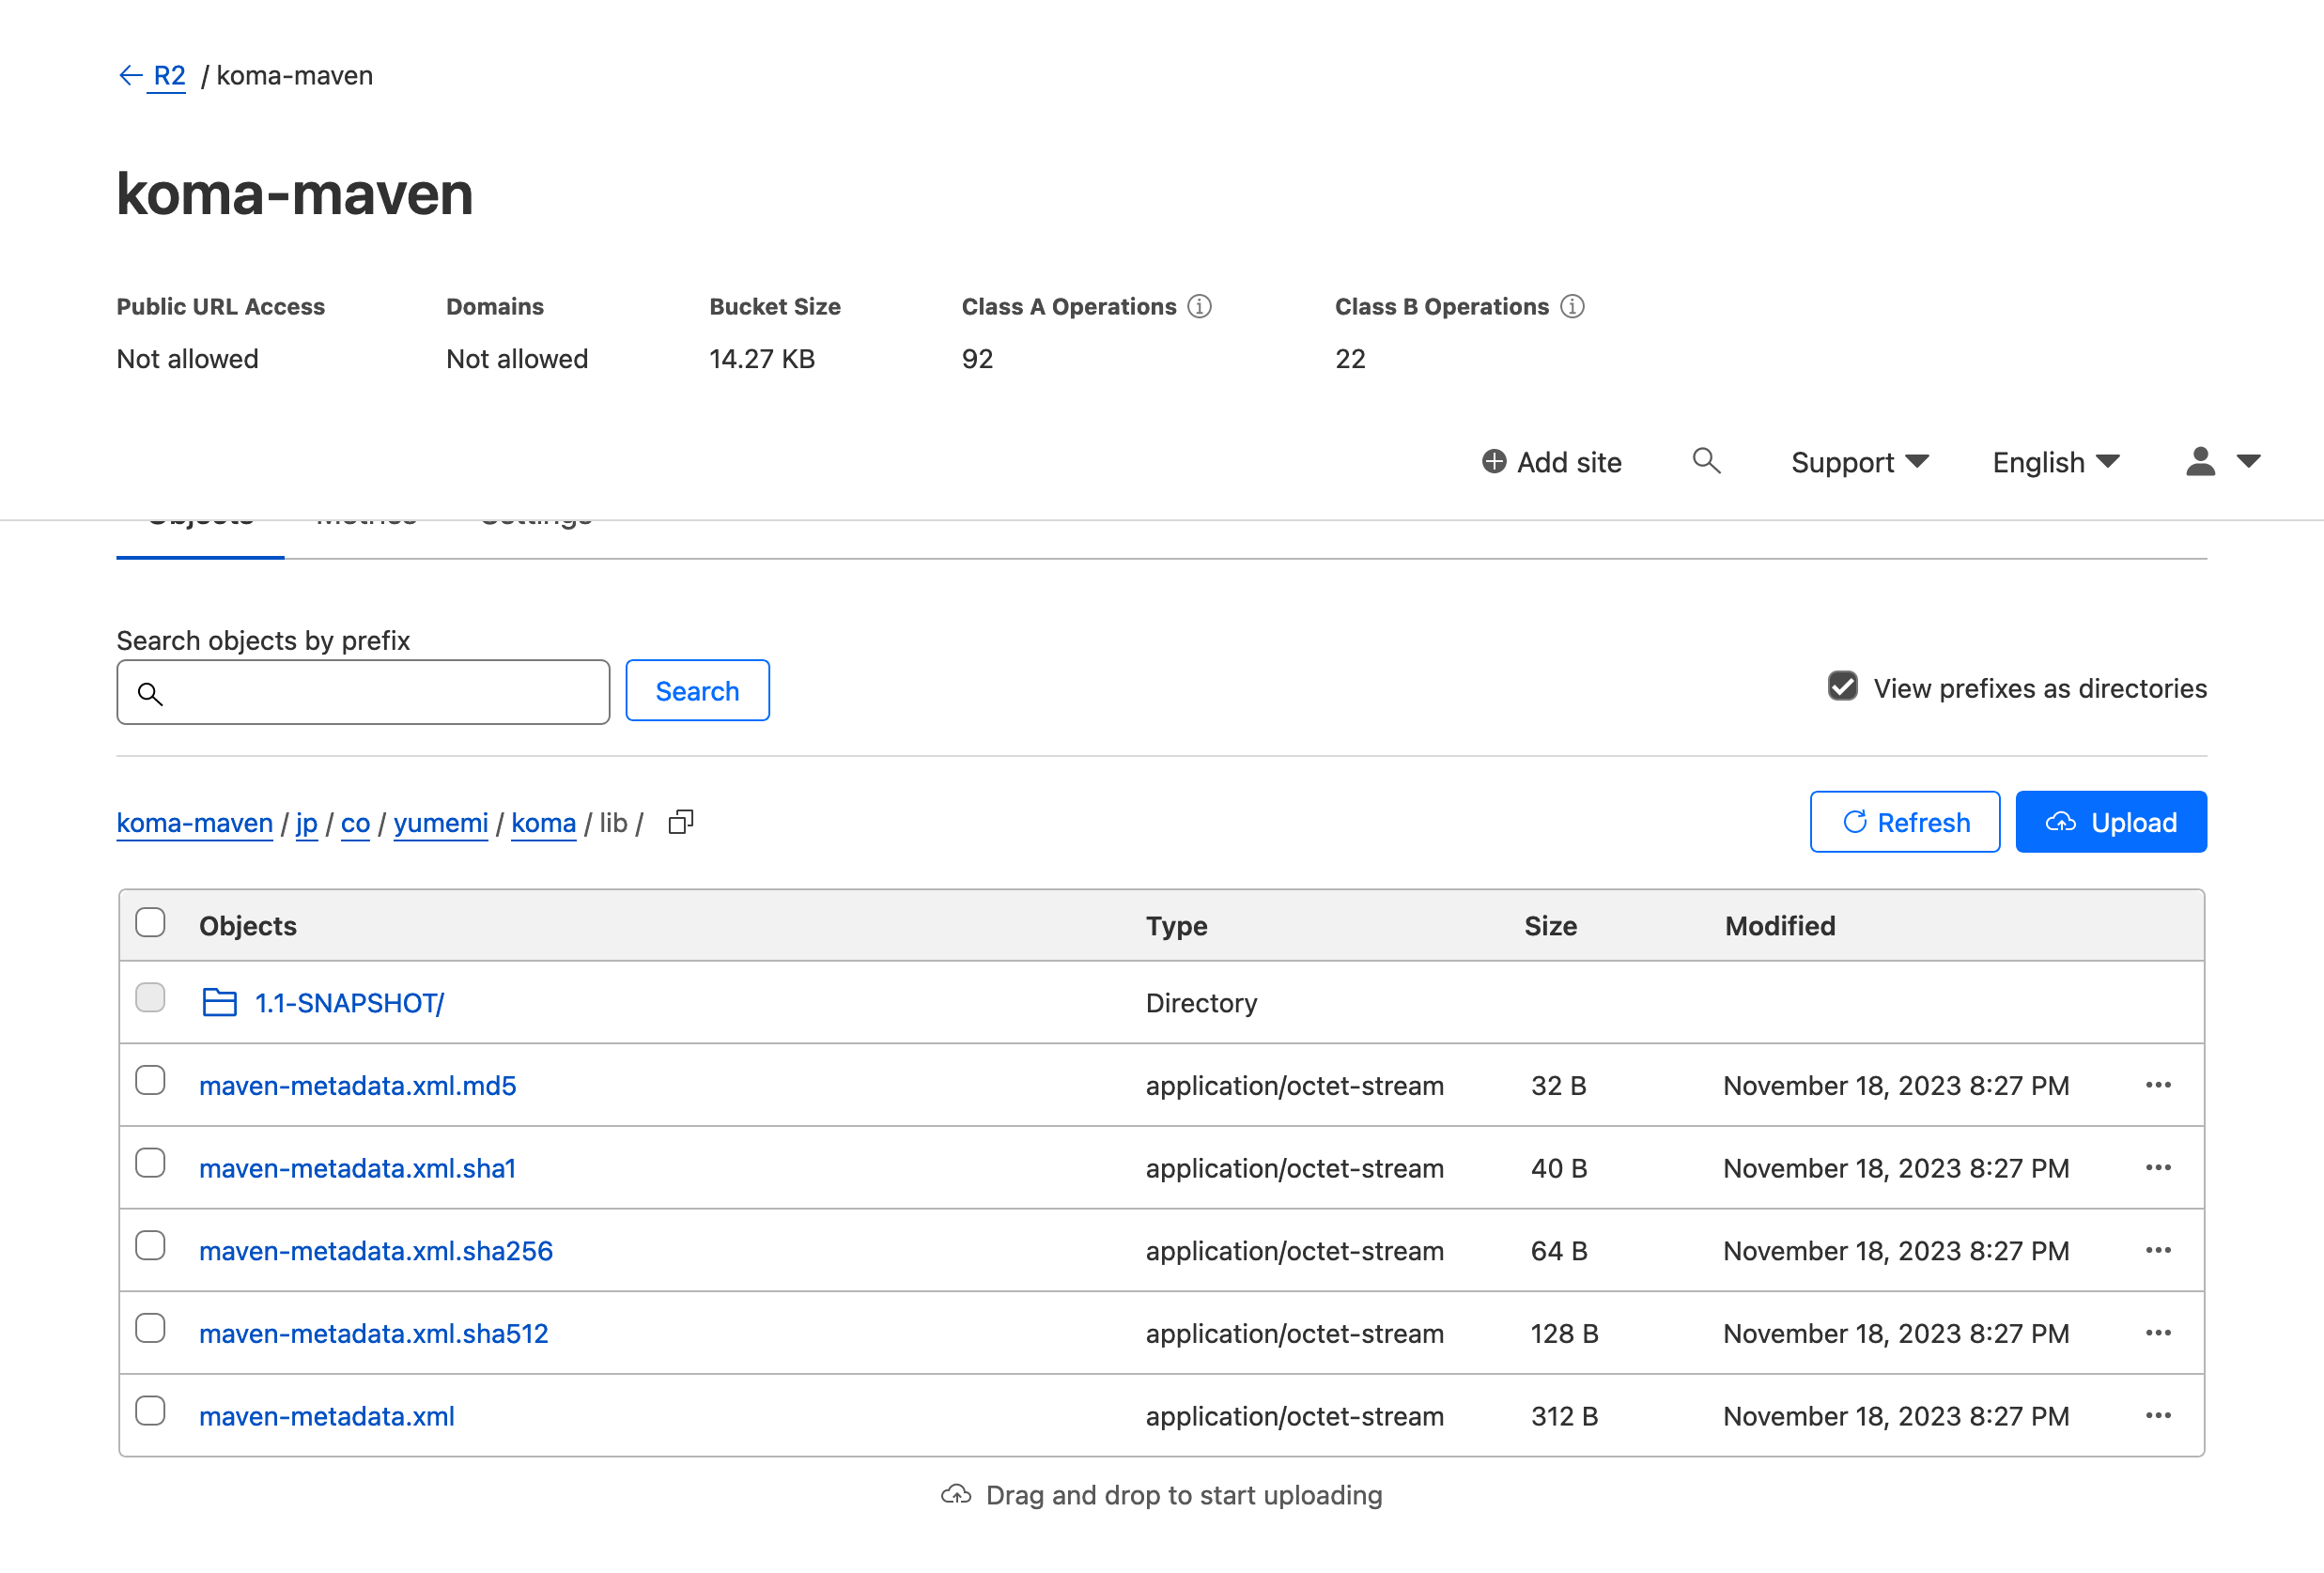 R2 / koma-maven
koma-maven
Public URL Access Domains Bucket Size Class A Operations Class B Operations
Not allowed Not allowed 14.27 KB 92 22
Add site Support English
Objects Metrics Settings
Search objects by prefix
Search View prefixes as directories
koma-maven / jp / co / yumemi / koma / lib / Refresh Upload
Objects Type Size Modified
1.1-SNAPSHOT/ Directory
maven-metadata.xml.md5 application/octet-stream 32 B November 18, 2023 8:27 PM
maven-metadata.xml.sha1 application/octet-stream 40 B November 18, 2023 8:27 PM
maven-metadata.xml.sha256 application/octet-stream 64 B November 18, 2023 8:27 PM
maven-metadata.xml.sha512 application/octet-stream 128 B November 18, 2023 8:27 PM
maven-metadata.xml application/octet-stream 312 B November 18, 2023 8:27 PM
Drag and drop to start uploading